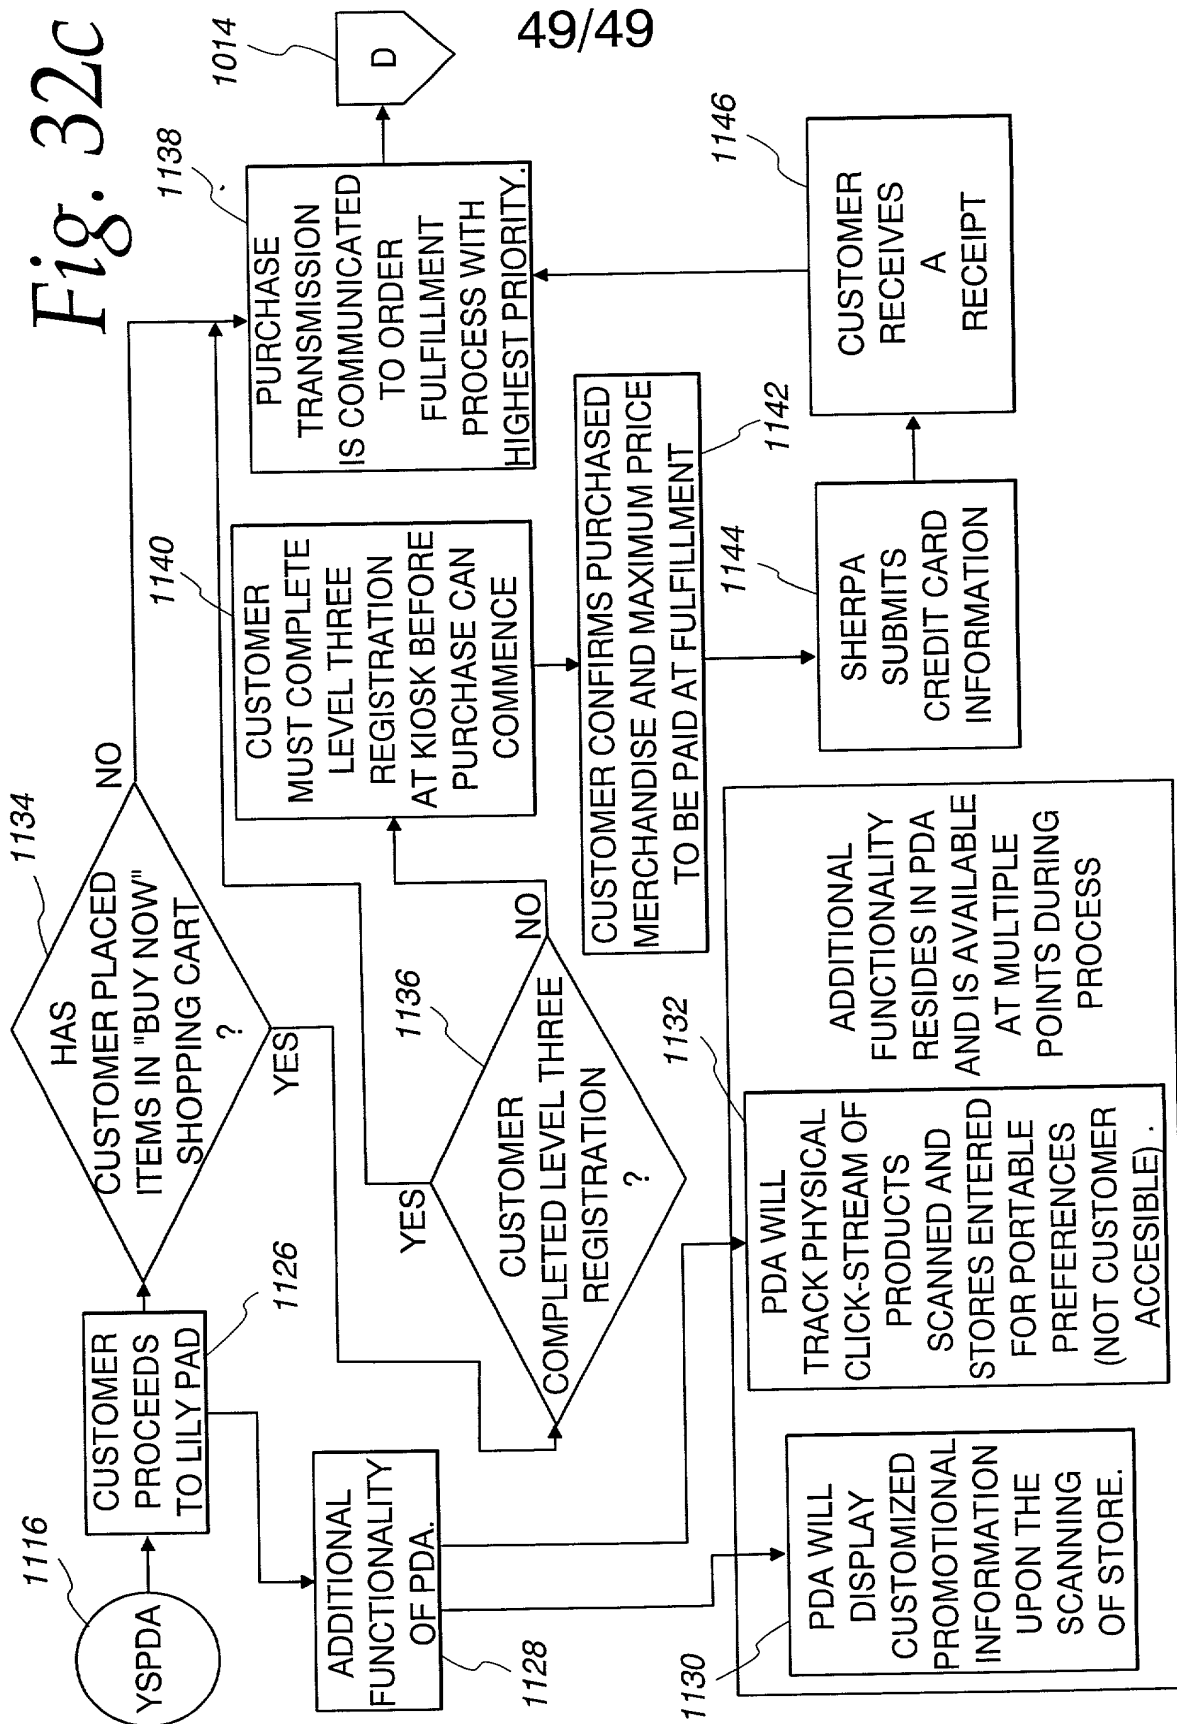 49/49
Fig. 32c
1116
YSPDA
CUSTOMER
PROCEEDS
TO LILY PAD
1126
1134
HAS
CUSTOMER PLACED
ITEMS IN "BUY NOW"
SHOPPING CART
?
NO
YES
1138
PURCHASE
TRANSMISSION
IS COMMUNICATED
TO ORDER
FULFILLMENT
PROCESS WITH
HIGHEST PRIORITY.
1014
D
ADDITIONAL
FUNCTIONALITY
OF PDA.
1128
1136
CUSTOMER
COMPLETED LEVEL THREE
REGISTRATION
?
YES
NO
1140
CUSTOMER
MUST COMPLETE
LEVEL THREE
REGISTRATION
AT KIOSK BEFORE
PURCHASE CAN
COMMENCE
CUSTOMER CONFIRMS PURCHASED
MERCHANDISE AND MAXIMUM PRICE
TO BE PAID AT FULFILLMENT
1142
1144
SHERPA
SUBMITS
CREDIT CARD
INFORMATION
1146
CUSTOMER
RECEIVES
A
RECEIPT
1130
PDA WILL
DISPLAY
CUSTOMIZED
PROMOTIONAL
INFORMATION
UPON THE
SCANNING
OF STORE.
1132
PDA WILL
TRACK PHYSICAL
CLICK-STREAM OF
PRODUCTS
SCANNED AND
STORES ENTERED
FOR PORTABLE
PREFERENCES
(NOT CUSTOMER
ACCESIBLE) .
ADDITIONAL
FUNCTIONALITY
RESIDES IN PDA
AND IS AVAILABLE
AT MULTIPLE
POINTS DURING
PROCESS